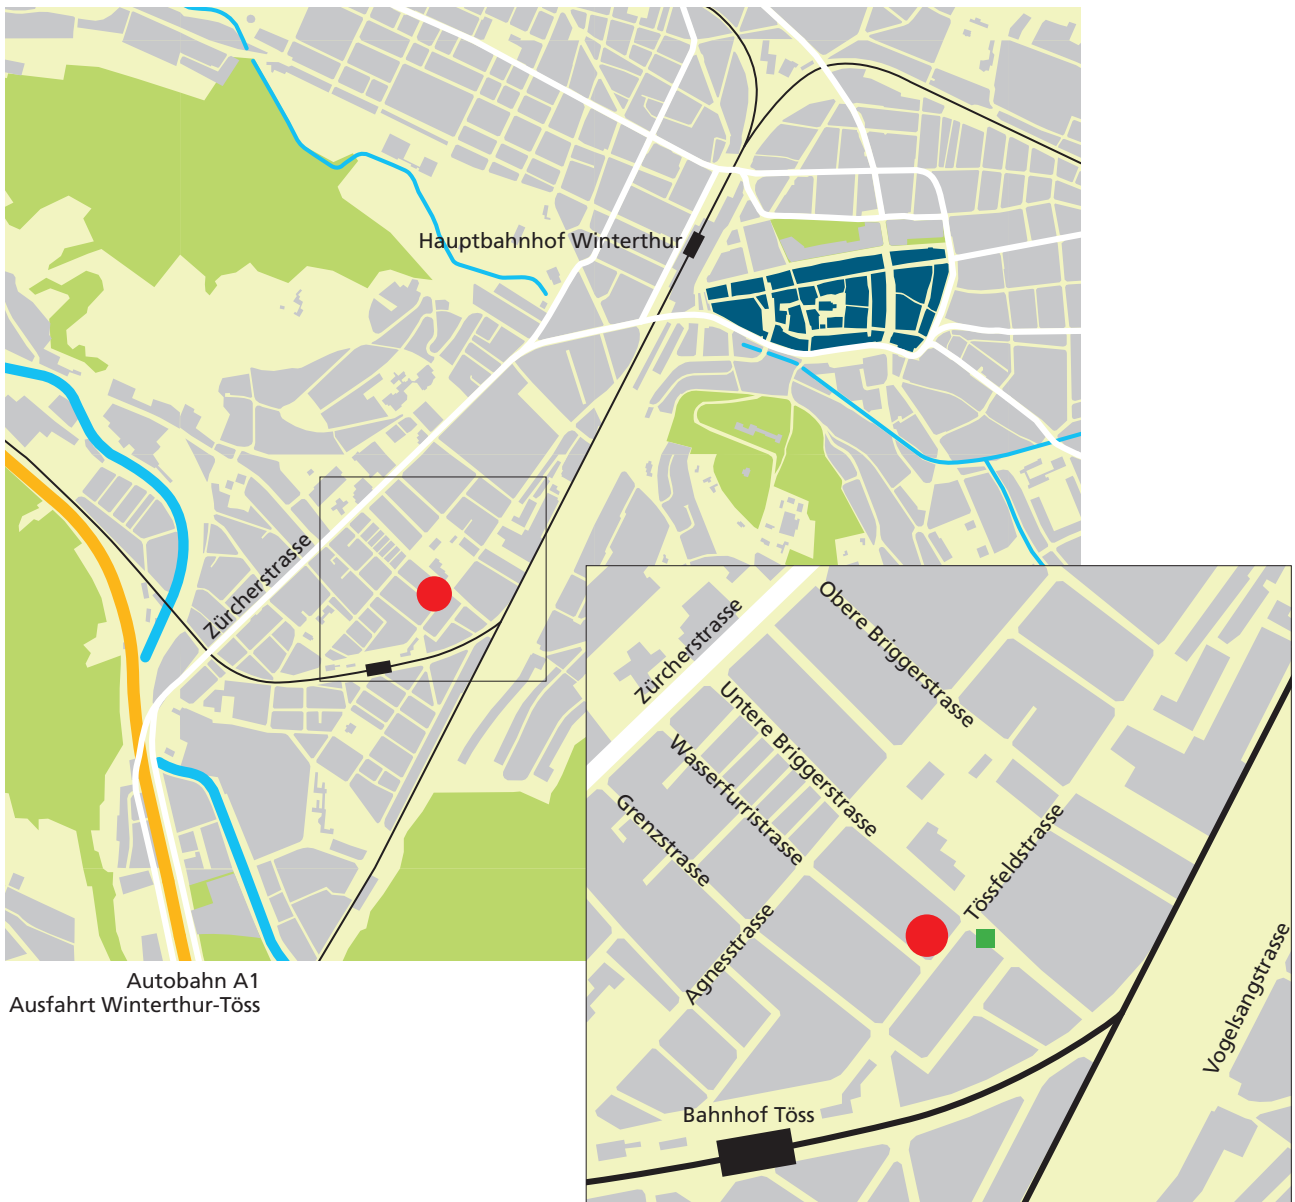 Hauptbahnhof Winterthur
Zürcherstrasse
Autobahn A1
Ausfahrt Winterthur-Töss
Obere Briggerstrasse
Zürcherstrasse
Untere Briggerstrasse
Wasserfurristrasse
Grenzstrasse
Tössfeldstrasse
Agnesstrasse
Vogelsangstrasse
Bahnhof Töss